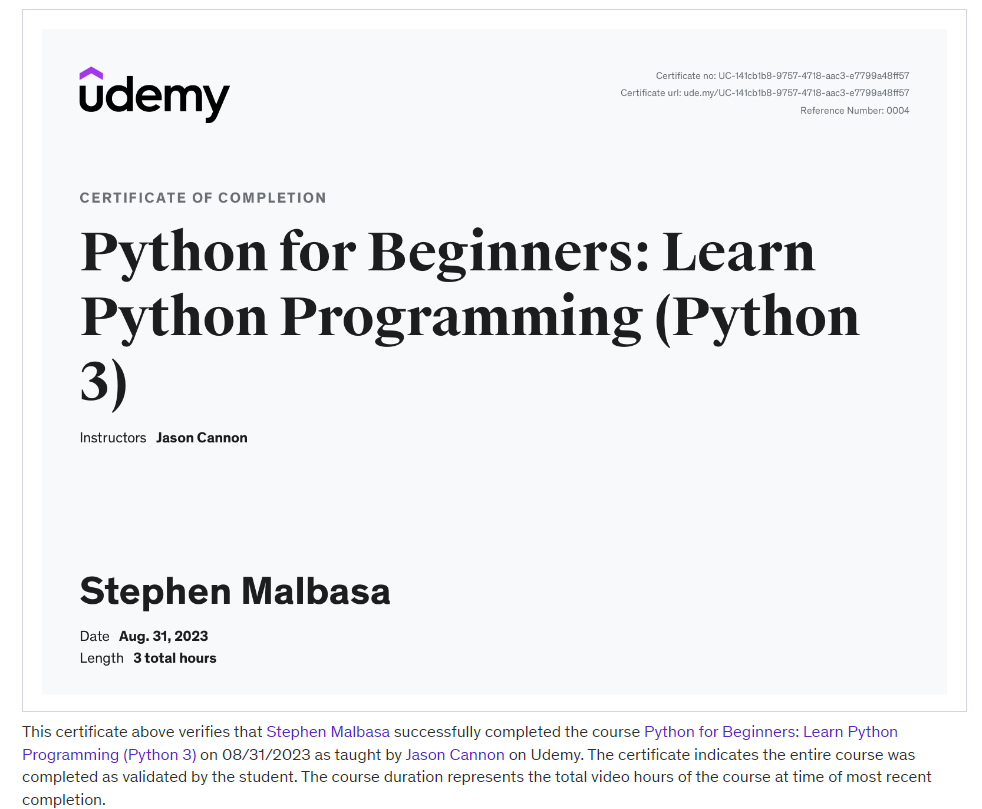 udemy
Certificate no: UC-141cb1b8-9757-4718-aac3-e7799a48ff57
Certificate url: ude.my/UC-141cb1b8-9757-4718-aac3-e7799a48ff57
Reference Number: 0004
CERTIFICATE OF COMPLETION
Python for Beginners: Learn
Python Programming (Python
3)
Instructors Jason Cannon
Stephen Malbasa
Date Aug. 31, 2023
Length 3 total hours
This certificate above verifies that Stephen Malbasa successfully completed the course Python for Beginners: Learn Python
Programming (Python 3) on 08/31/2023 as taught by Jason Cannon on Udemy. The certificate indicates the entire course was
completed as validated by the student. The course duration represents the total video hours of the course at time of most recent
completion.